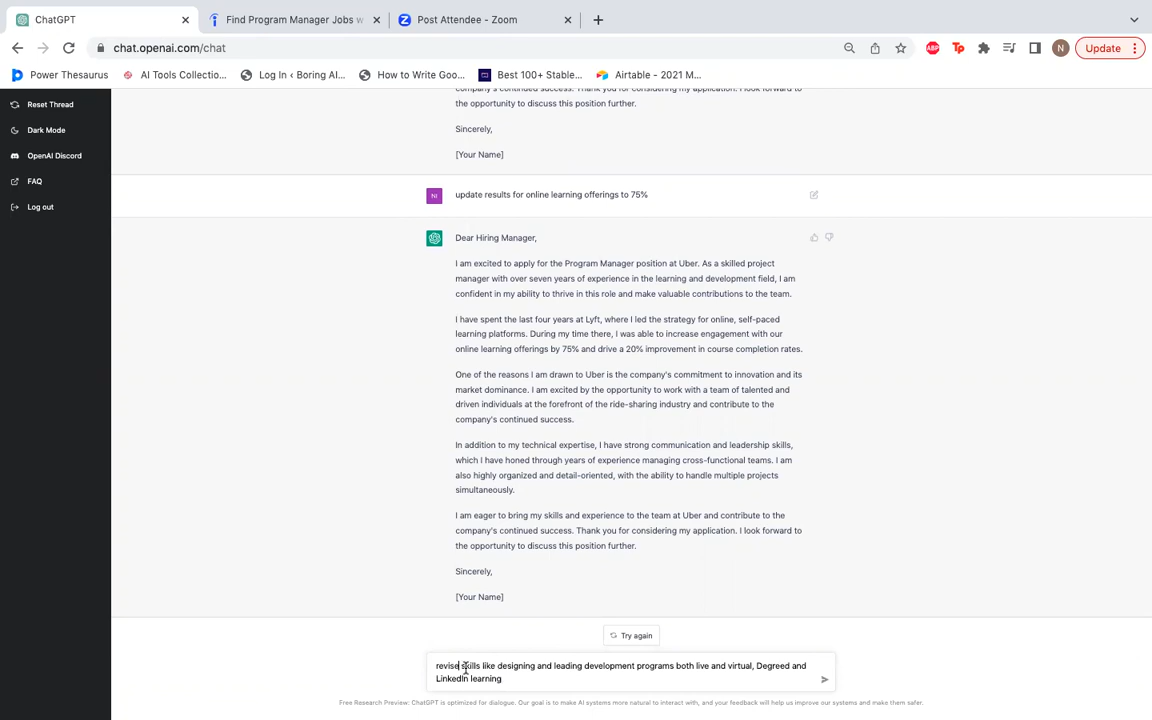 ChatGPT
Find Program Manager Jobs w
Post Attendee - Zoom
chat.openai.com/chat
ABP
N
Update
Power Thesaurus
AI Tools Collectio...
Log In ‹ Boring AI...
How to Write Goo...
Best 100+ Stable...
Airtable - 2021 M...
Reset Thread
Dark Mode
OpenAI Discord
FAQ
Log out
company's continued success. Thank you for considering my application. I look forward to
the opportunity to discuss this position further.
Sincerely,
[Your Name]
NI
update results for online learning offerings to 75%
Dear Hiring Manager,
I am excited to apply for the Program Manager position at Uber. As a skilled project
manager with over seven years of experience in the learning and development field, I am
confident in my ability to thrive in this role and make valuable contributions to the team.
I have spent the last four years at Lyft, where I led the strategy for online, self-paced
learning platforms. During my time there, I was able to increase engagement with our
online learning offerings by 75% and drive a 20% improvement in course completion rates.
One of the reasons I am drawn to Uber is the company's commitment to innovation and its
market dominance. I am excited by the opportunity to work with a team of talented and
driven individuals at the forefront of the ride-sharing industry and contribute to the
company's continued success.
In addition to my technical expertise, I have strong communication and leadership skills,
which I have honed through years of experience managing cross-functional teams. I am
also highly organized and detail-oriented, with the ability to handle multiple projects
simultaneously.
I am eager to bring my skills and experience to the team at Uber and contribute to the
company's continued success. Thank you for considering my application. I look forward to
the opportunity to discuss this position further.
Sincerely,
[Your Name]
Try again
revise skills like designing and leading development programs both live and virtual, Degreed and
LinkedIn learning
Free Research Preview: ChatGPT is optimized for dialogue. Our goal is to make AI systems more natural to interact with, and your feedback will help us improve our systems and make them safer.